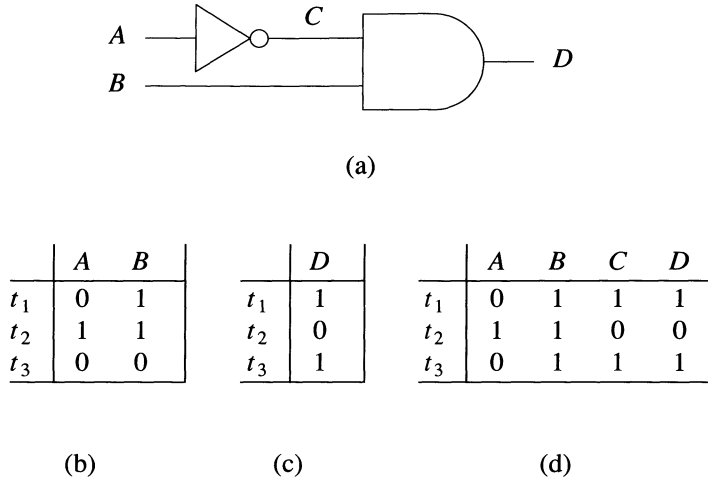 A C D
B
(a)
A B
t1 0 1
t2 1 1
t3 0 0
(b)
D
t1 1
t2 0
t3 1
(c)
A B C D
t1 0 1 1 1
t2 1 1 0 0
t3 0 1 1 1
(d)